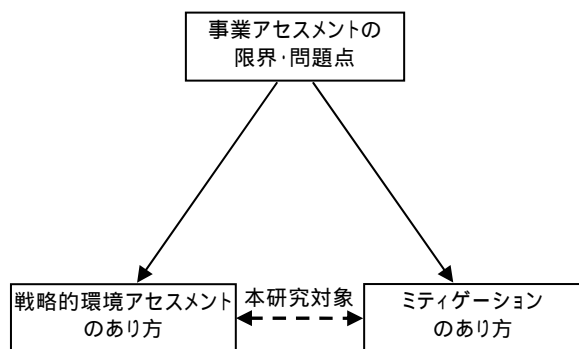 事業アセスメントの
限界･問題点
戦略的環境アセスメント
のあり方
本研究対象
ミティゲーション
のあり方